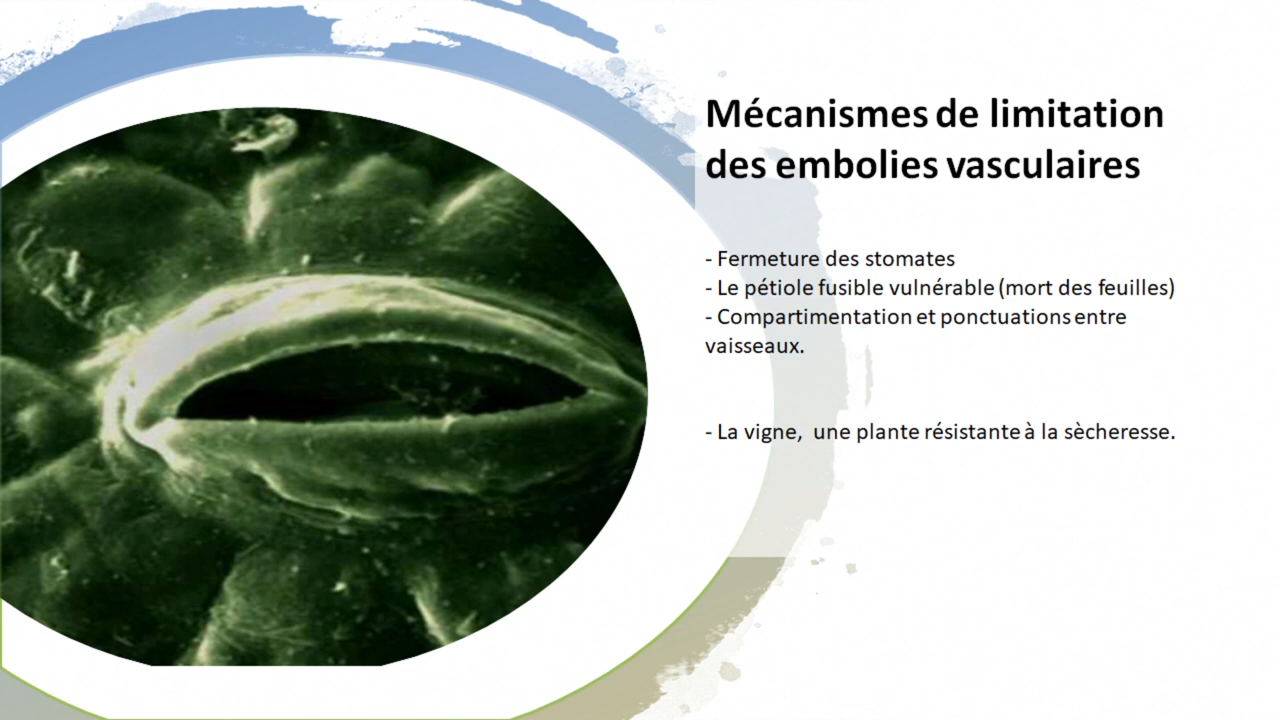 Mécanismes de limitation
des embolies vasculaires
- Fermeture des stomates
- Le pétiole fusible vulnérable (mort des feuilles)
- Compartimentation et ponctuations entre
vaisseaux.
- La vigne,  une plante résistante à la sècheresse.